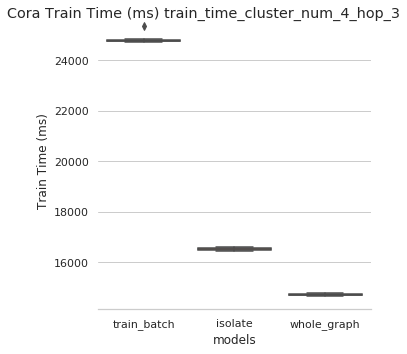 Cora Train Time (ms) train_time_cluster_num_4_hop_3
24000
22000
20000
18000
16000
Train Time (ms)
train_batch isolate whole_graph
models